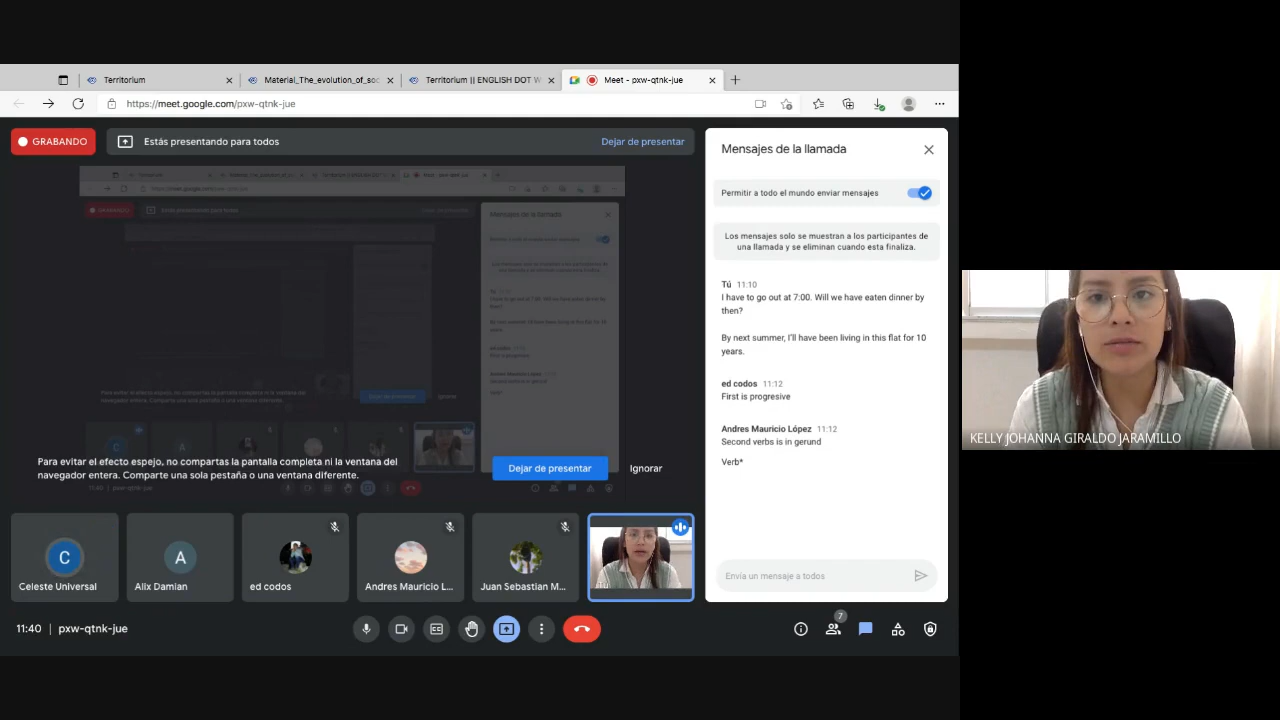 Territorium
Material_The_evolution_of_soc
Territorium || ENGLISH DOT W
Meet - pxw-qtnk-jue
https://meet.google.com/pxw-qtnk-jue
GRABANDO
Estás presentando para todos
Dejar de presentar
Mensajes de la llamada
Permitir a todo el mundo enviar mensajes
Los mensajes solo se muestran a los participantes de
una llamada y se eliminan cuando esta finaliza.
Tú 11:10
I have to go out at 7:00. Will we have eaten dinner by
then?
By next summer, I'll have been living in this flat for 10
years.
ed codos 11:12
First is progresive
Andres Mauricio López 11:12
Second verbs is in gerund
Verb*
Envía un mensaje a todos
Para evitar el efecto espejo, no compartas la pantalla completa ni la ventana del
navegador entera. Comparte una sola pestaña o una ventana diferente.
Dejar de presentar
Ignorar
C
Celeste Universal
A
Alix Damian
ed codos
Andres Mauricio L...
Juan Sebastian M...
11:40 | pxw-qtnk-jue
7
KELLY JOHANNA GIRALDO JARAMILLO